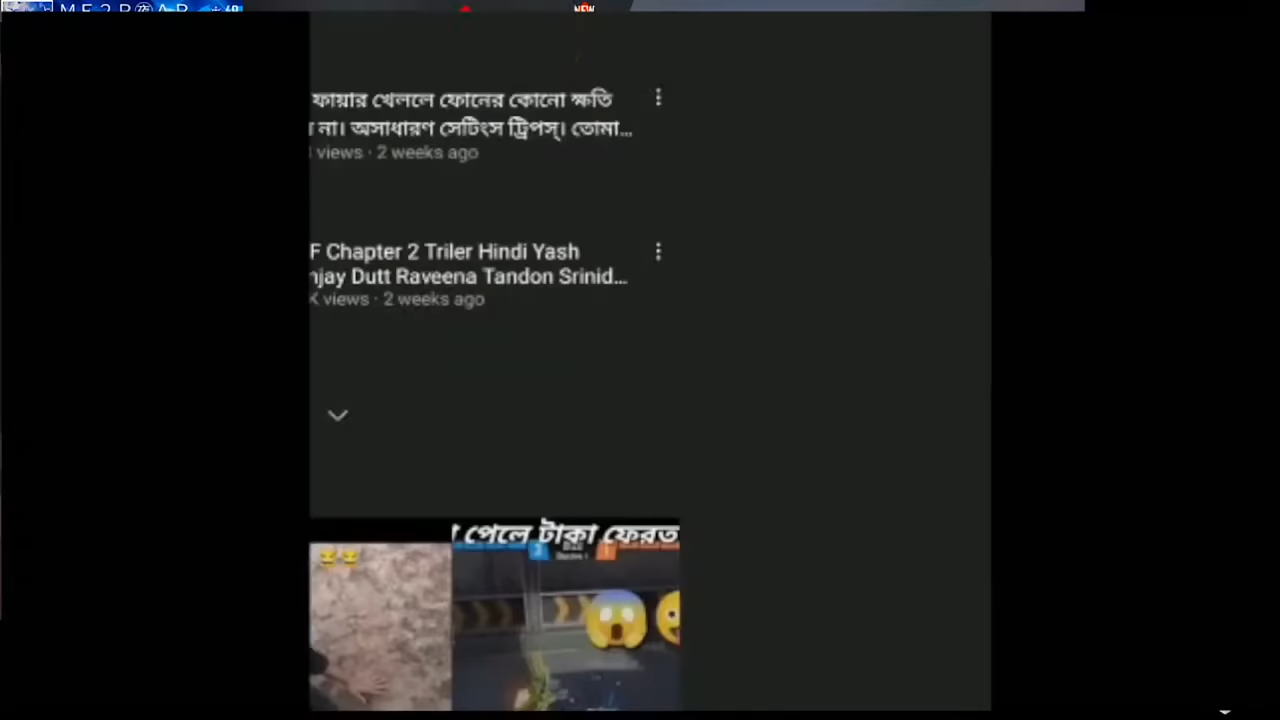 NEW
ফায়ার খেললে ফোনের কোনো ক্ষতি
না। অসাধারণ সেটিংস ট্রিপস্। তোমা...
views · 2 weeks ago
F Chapter 2 Triler Hindi Yash
njay Dutt Raveena Tandon Srinid...
K views · 2 weeks ago
পেলে টাকা ফেরত